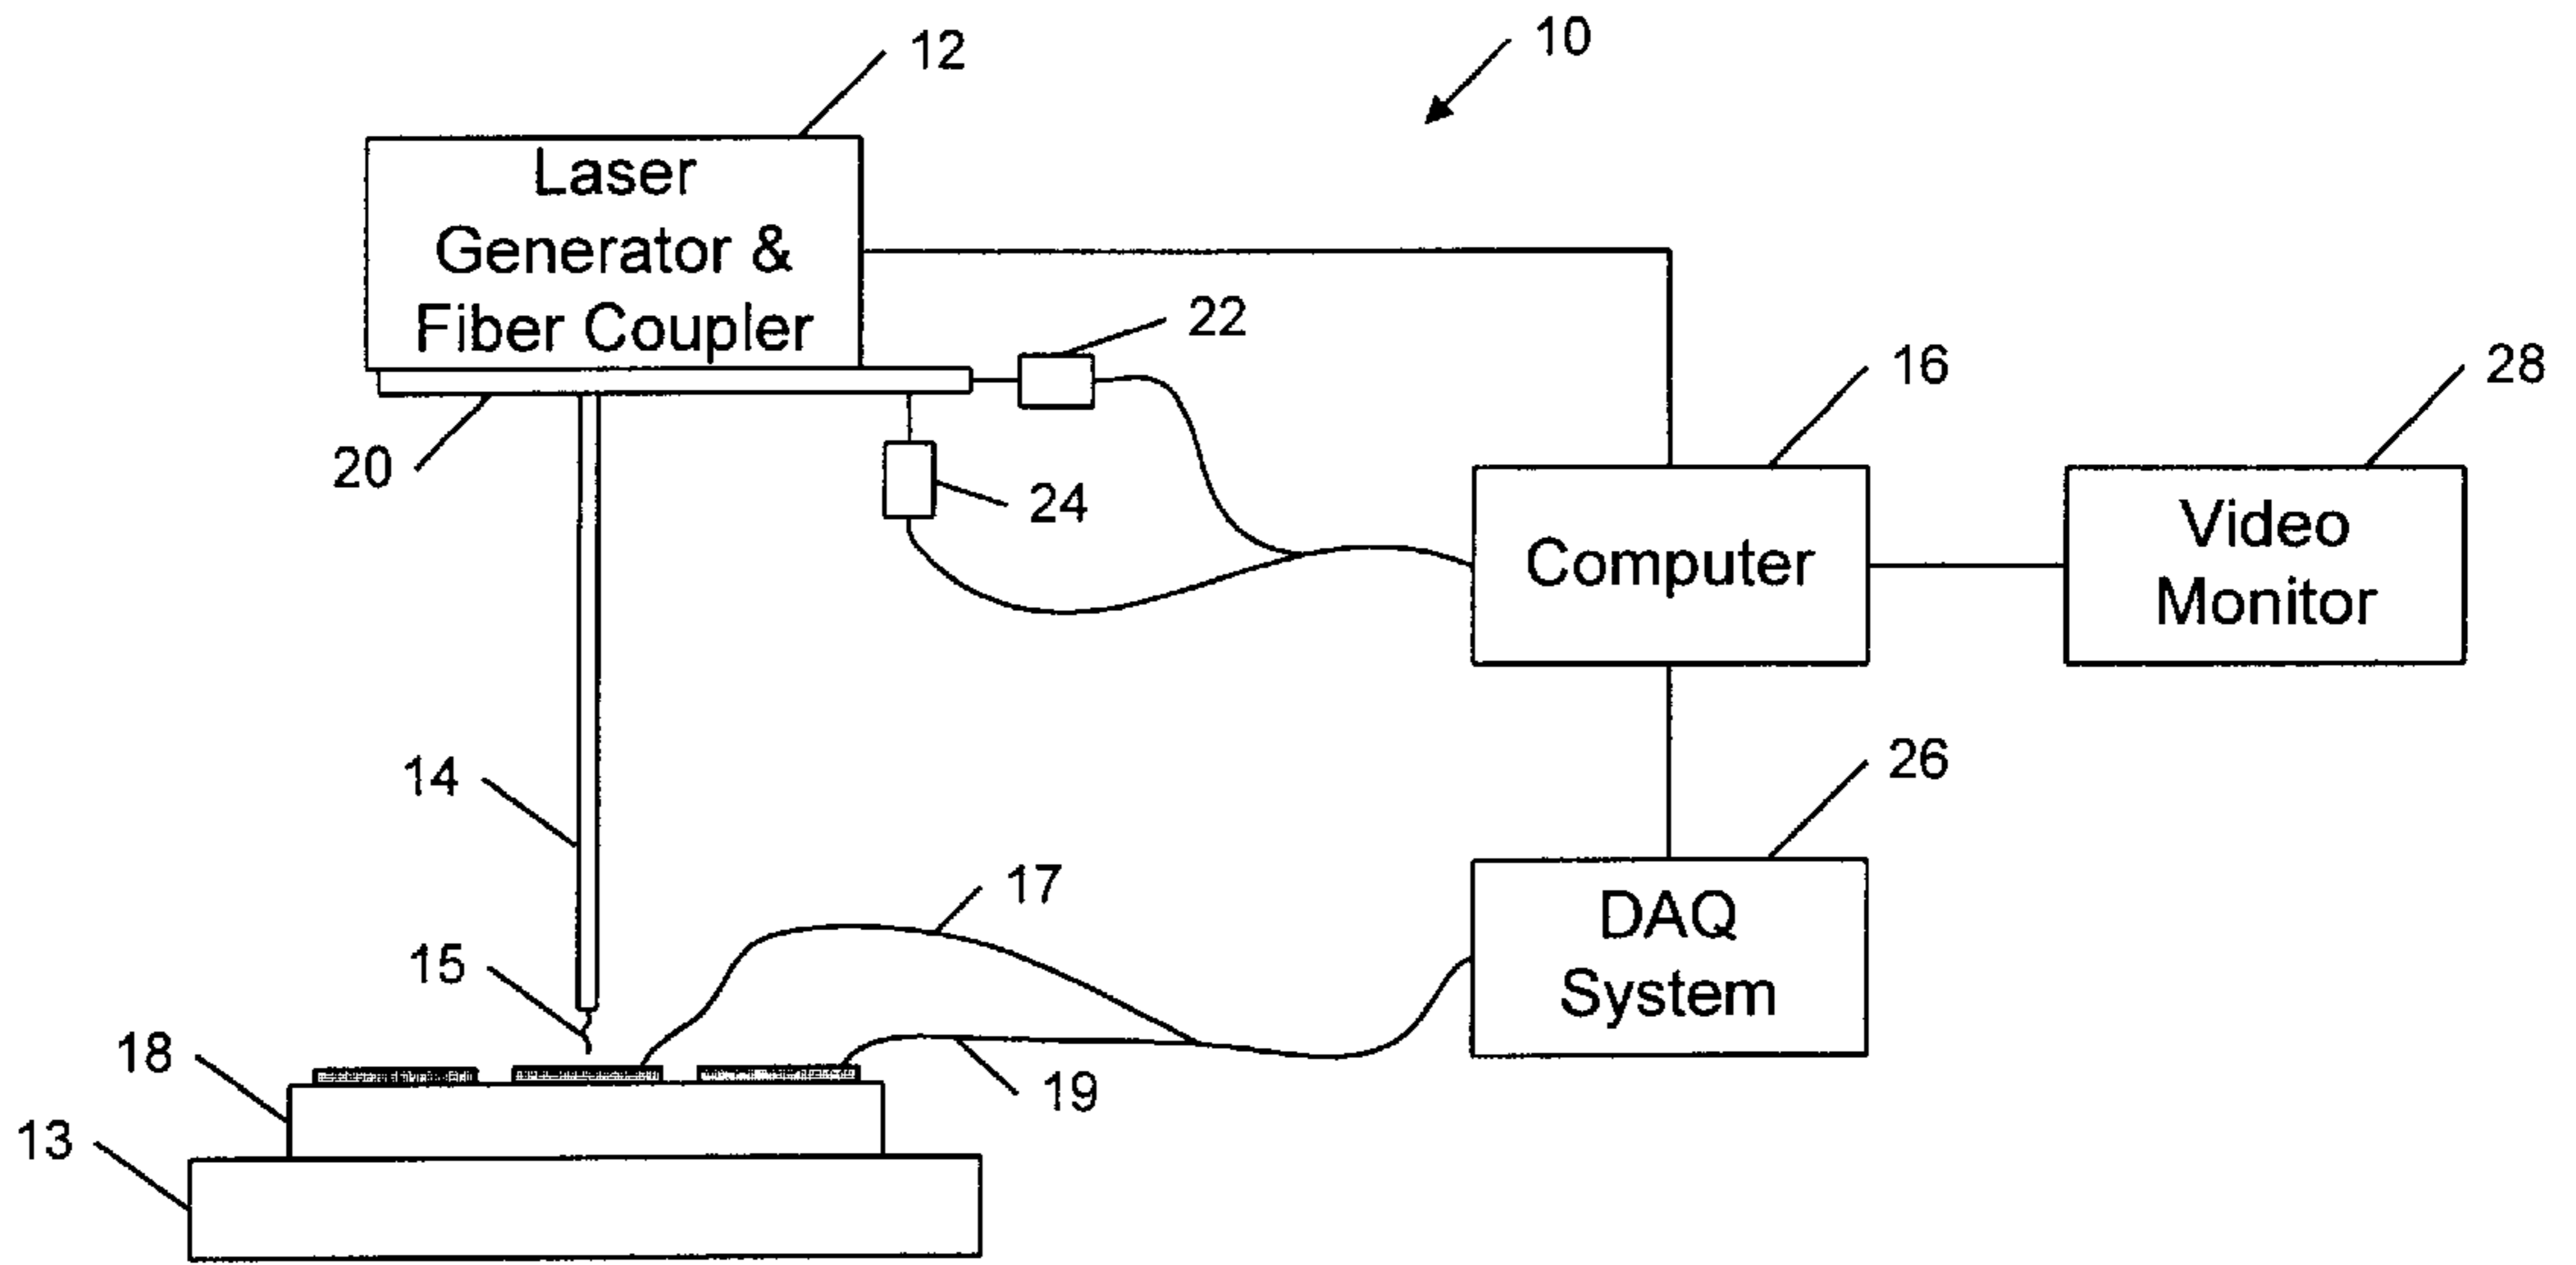 10
12
Laser
Generator &
Fiber Coupler
22
16
28
20
24
Computer
Video
Monitor
14
26
17
15
DAQ
System
18
19
13